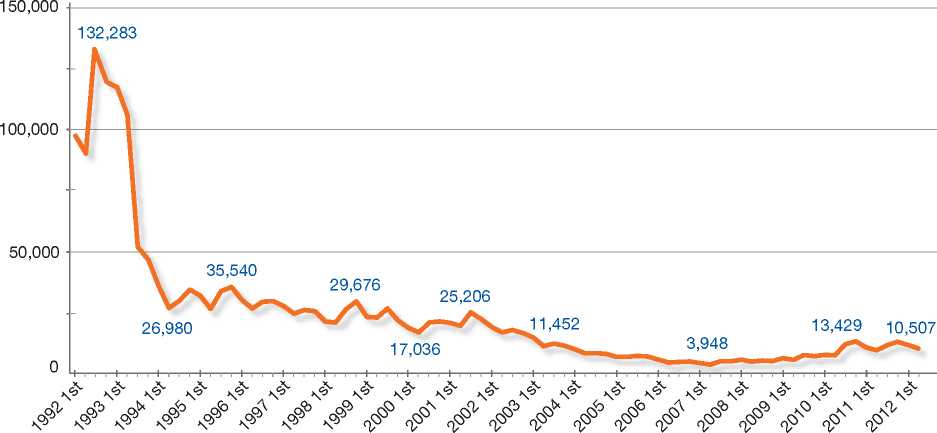 150,000
132,283
100,000
50,000
35,540
29,676
25,206
26,980
17,036
11,452
3,948
13,429
10,507
0
1992 1st
1993 1st
1994 1st
1995 1st
1996 1st
1997 1st
1998 1st
1999 1st
2000 1st
2001 1st
2002 1st
2003 1st
2004 1st
2005 1st
2006 1st
2007 1st
2008 1st
2009 1st
2010 1st
2011 1st
2012 1st